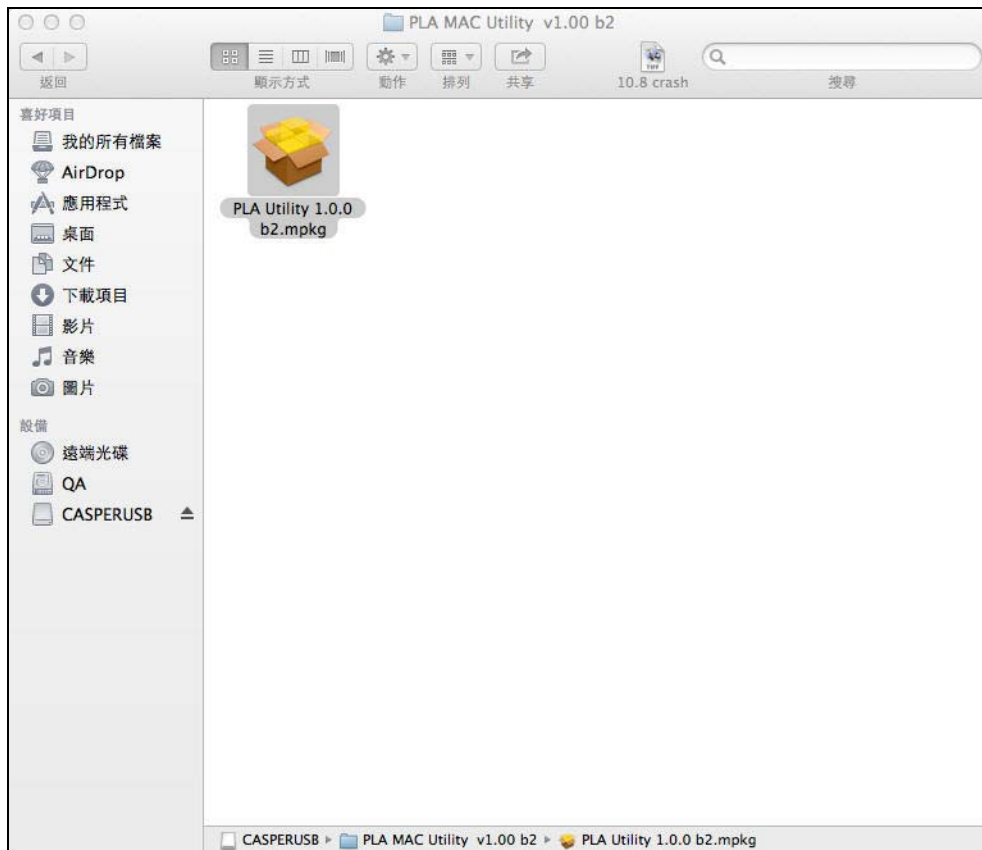 PLA MAC Utility v1.00 b2
返回
顯示方式
動作
排列
共享
TIFF
10.8 crash
搜尋
喜好項目
我的所有檔案
AirDrop
應用程式
桌面
文件
下載項目
影片
音樂
圖片
設備
遠端光碟
QA
CASPERUSB
PLA Utility 1.0.0
b2.mpkg
CASPERUSB ▸ PLA MAC Utility v1.00 b2 ▸ PLA Utility 1.0.0 b2.mpkg